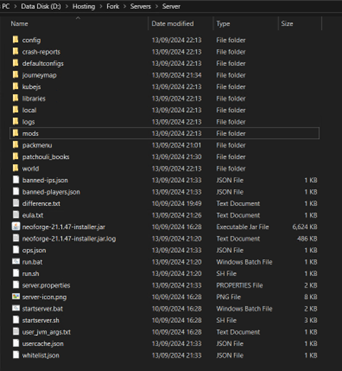 PC > Data Disk (D:) > Hosting > Fork > Servers > Server
Name Date modified Type Size
config 13/09/2024 22:13 File folder
crash-reports 13/09/2024 22:13 File folder
defaultconfigs 13/09/2024 22:13 File folder
journeymap 13/09/2024 21:34 File folder
kubejs 13/09/2024 22:13 File folder
libraries 13/09/2024 22:13 File folder
local 13/09/2024 22:13 File folder
logs 13/09/2024 22:13 File folder
mods 13/09/2024 22:13 File folder
packmenu 13/09/2024 21:01 File folder
patchouli_books 13/09/2024 21:30 File folder
world 13/09/2024 22:13 File folder
banned-ips.json 13/09/2024 21:33 JSON File 1 KB
banned-players.json 13/09/2024 21:33 JSON File 1 KB
difference.txt 10/09/2024 19:49 Text Document 1 KB
eula.txt 13/09/2024 21:26 Text Document 1 KB
neoforge-21.1.47-installer.jar 10/09/2024 16:28 Executable Jar File 6,624 KB
neoforge-21.1.47-installer.jar.log 13/09/2024 21:20 Text Document 486 KB
ops.json 13/09/2024 21:33 JSON File 1 KB
run.bat 13/09/2024 21:20 Windows Batch File 1 KB
run.sh 13/09/2024 21:20 SH File 1 KB
server.properties 13/09/2024 21:33 PROPERTIES File 2 KB
server-icon.png 10/09/2024 16:28 PNG File 8 KB
startserver.bat 10/09/2024 16:28 Windows Batch File 2 KB
startserver.sh 10/09/2024 16:28 SH File 3 KB
user_jvm_args.txt 10/09/2024 16:28 Text Document 1 KB
usercache.json 13/09/2024 21:33 JSON File 1 KB
whitelist.json 13/09/2024 21:33 JSON File 1 KB